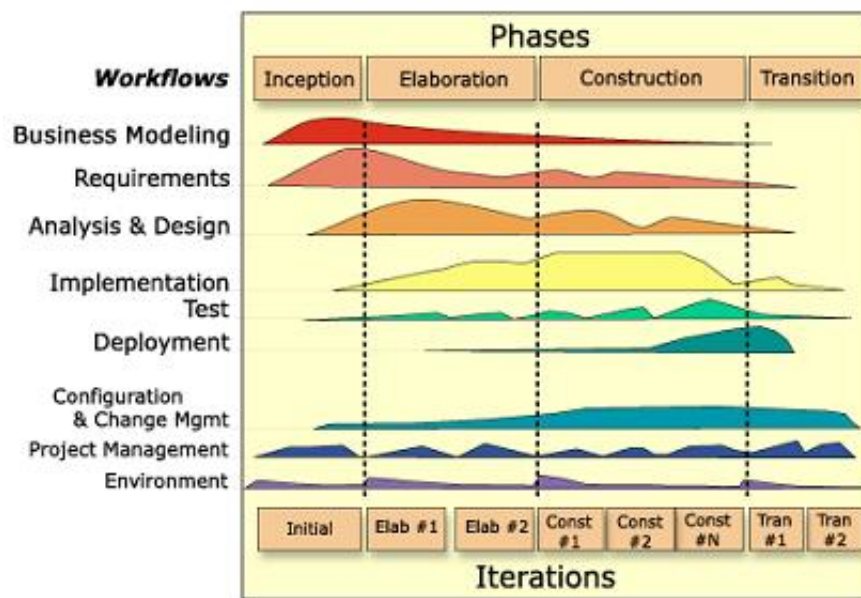 Phases
Workflows
Inception
Elaboration
Construction
Transition
Business Modeling
Requirements
Analysis & Design
Implementation
Test
Deployment
Configuration
& Change Mgmt
Project Management
Environment
Initial
Elab #1
Elab #2
Const
#1
Const
#2
Const
#N
Tran
#1
Tran
#2
Iterations